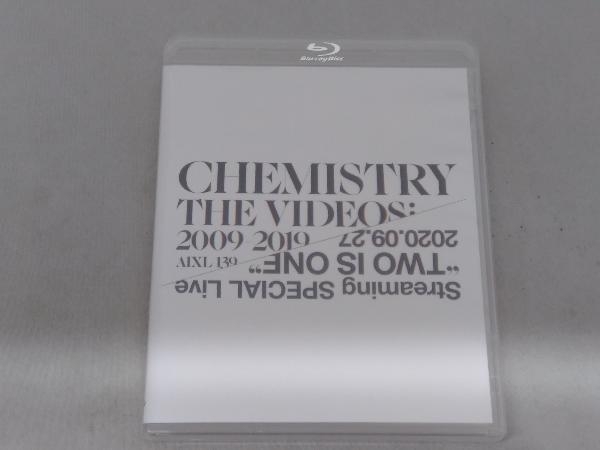 Blu-ray Disc
CHEMISTRY
THE VIDEOS:
2009-2019
AIXL 139
Streaming SPECIAL Live
“TWO IS ONE”
2020.09.27